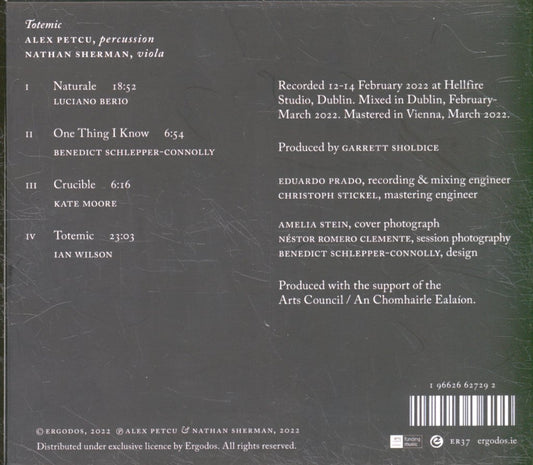 Totemic
ALEX PETCU, percussion
NATHAN SHERMAN, viola
I Naturale 18:52
LUCIANO BERIO
II One Thing I Know 6:54
BENEDICT SCHLEPPER-CONNOLLY
III Crucible 6:16
KATE MOORE
IV Totemic 23:03
IAN WILSON
Recorded 12-14 February 2022 at Hellfire
Studio, Dublin. Mixed in Dublin, February-
March 2022. Mastered in Vienna, March 2022.
Produced by GARRETT SHOLDICE
EDUARDO PRADO, recording & mixing engineer
CHRISTOPH STICKEL, mastering engineer
AMELIA STEIN, cover photograph
NÉSTOR ROMERO CLEMENTE, session photography
BENEDICT SCHLEPPER-CONNOLLY, design
Produced with the support of the
Arts Council / An Chomhairle Ealaíon.
1 96626 62729 2
© ERGODOS, 2022 ℗ ALEX PETCU & NATHAN SHERMAN, 2022
Distributed under exclusive licence by Ergodos. All rights reserved.
funding
music
ER37 ergodos.ie